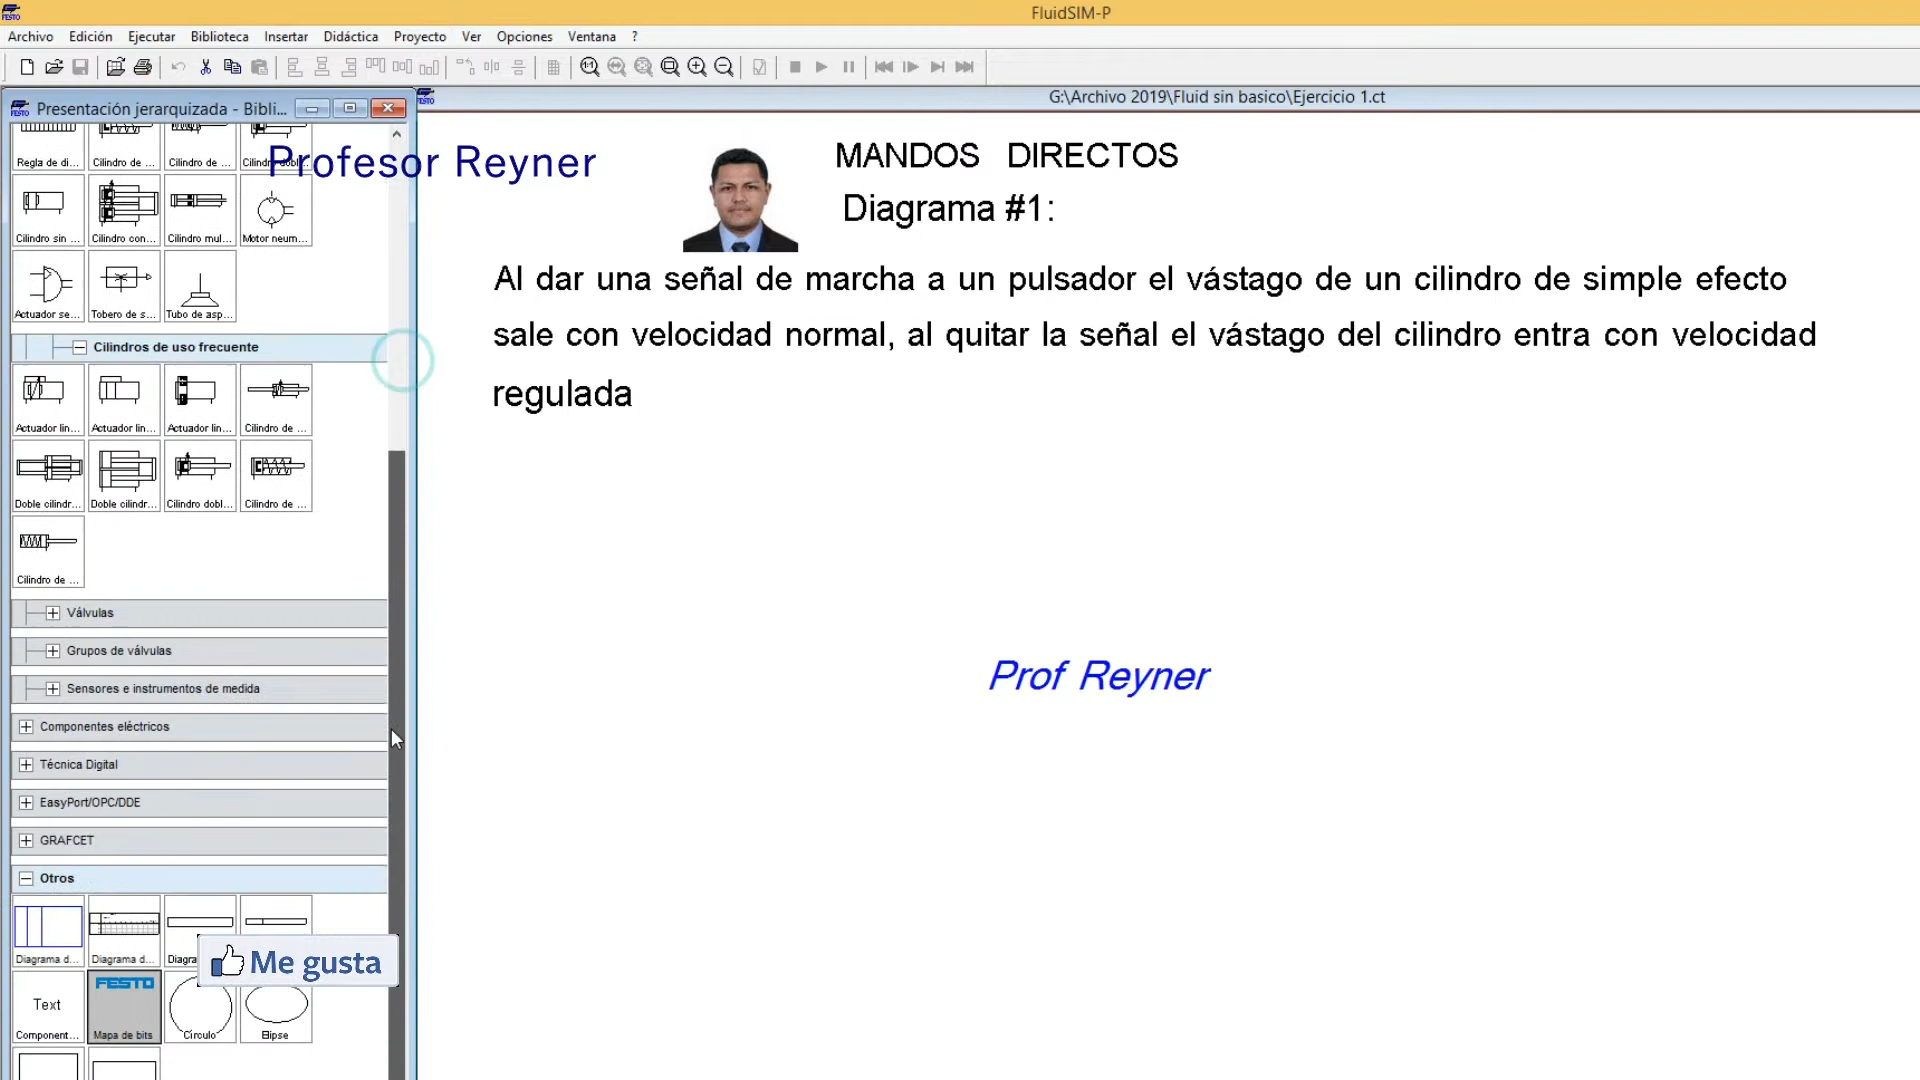 FESTO
FluidSIM-P
Archivo Edición Ejecutar Biblioteca Insertar Didáctica Proyecto Ver Opciones Ventana ?
FESTO
Presentación jerarquizada - Bibli...
FESTO
G:\Archivo 2019\Fluid sin basico\Ejercicio 1.ct
Regla de di... Cilindro de ... Cilindro de ... Cilindro dobl...
Profesor Reyner
MANDOS DIRECTOS
Diagrama #1:
Cilindro sin ... Cilindro con... Cilindro mul... Motor neum...
Actuador se... Tobero de s... Tubo de asp...
Al dar una señal de marcha a un pulsador el vástago de un cilindro de simple efecto
sale con velocidad normal, al quitar la señal el vástago del cilindro entra con velocidad
regulada
Cilindros de uso frecuente
Actuador lin... Actuador lin... Actuador lin... Cilindro de ...
Doble cilindr... Doble cilindr... Cilindro dobl... Cilindro de ...
Cilindro de ...
Válvulas
Grupos de válvulas
Sensores e instrumentos de medida
Prof Reyner
Componentes eléctricos
Técnica Digital
EasyPort/OPC/DDE
GRAFCET
Otros
Diagrama d... Diagrama d... Diagra
Me gusta
Text
FESTO
Component... Mapa de bits Círculo Elipse